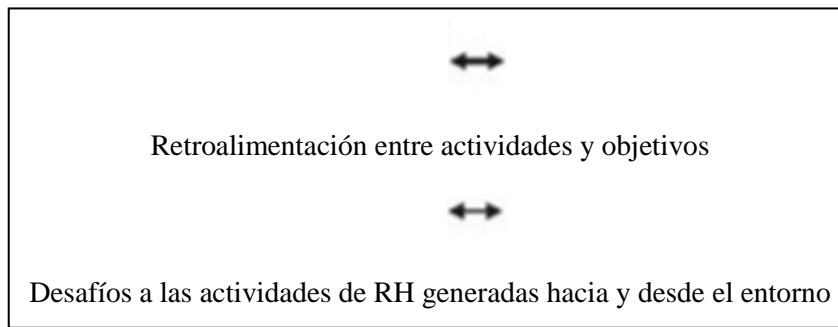 Retroalimentación entre actividades y objetivos
Desafíos a las actividades de RH generadas hacia y desde el entorno